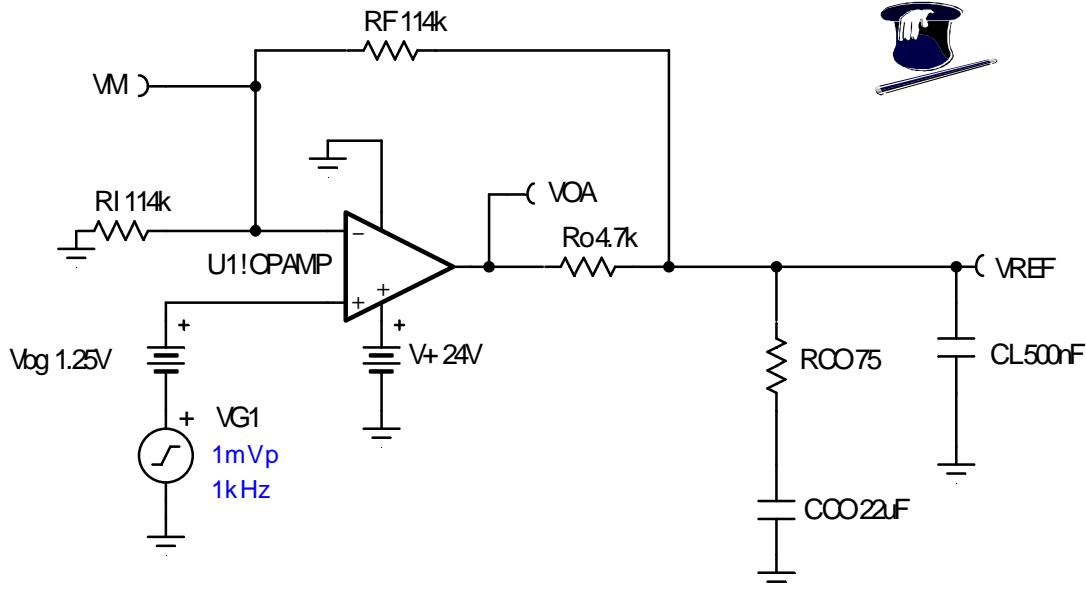 RF 114k
VM
RI 114k
VOA
Ro 4.7k
U1 !OPAMP
VREF
Vbg 1.25V
V+ 24V
RCO 75
CL 500nF
VG1
1mVp
1kHz
CCO 22uF